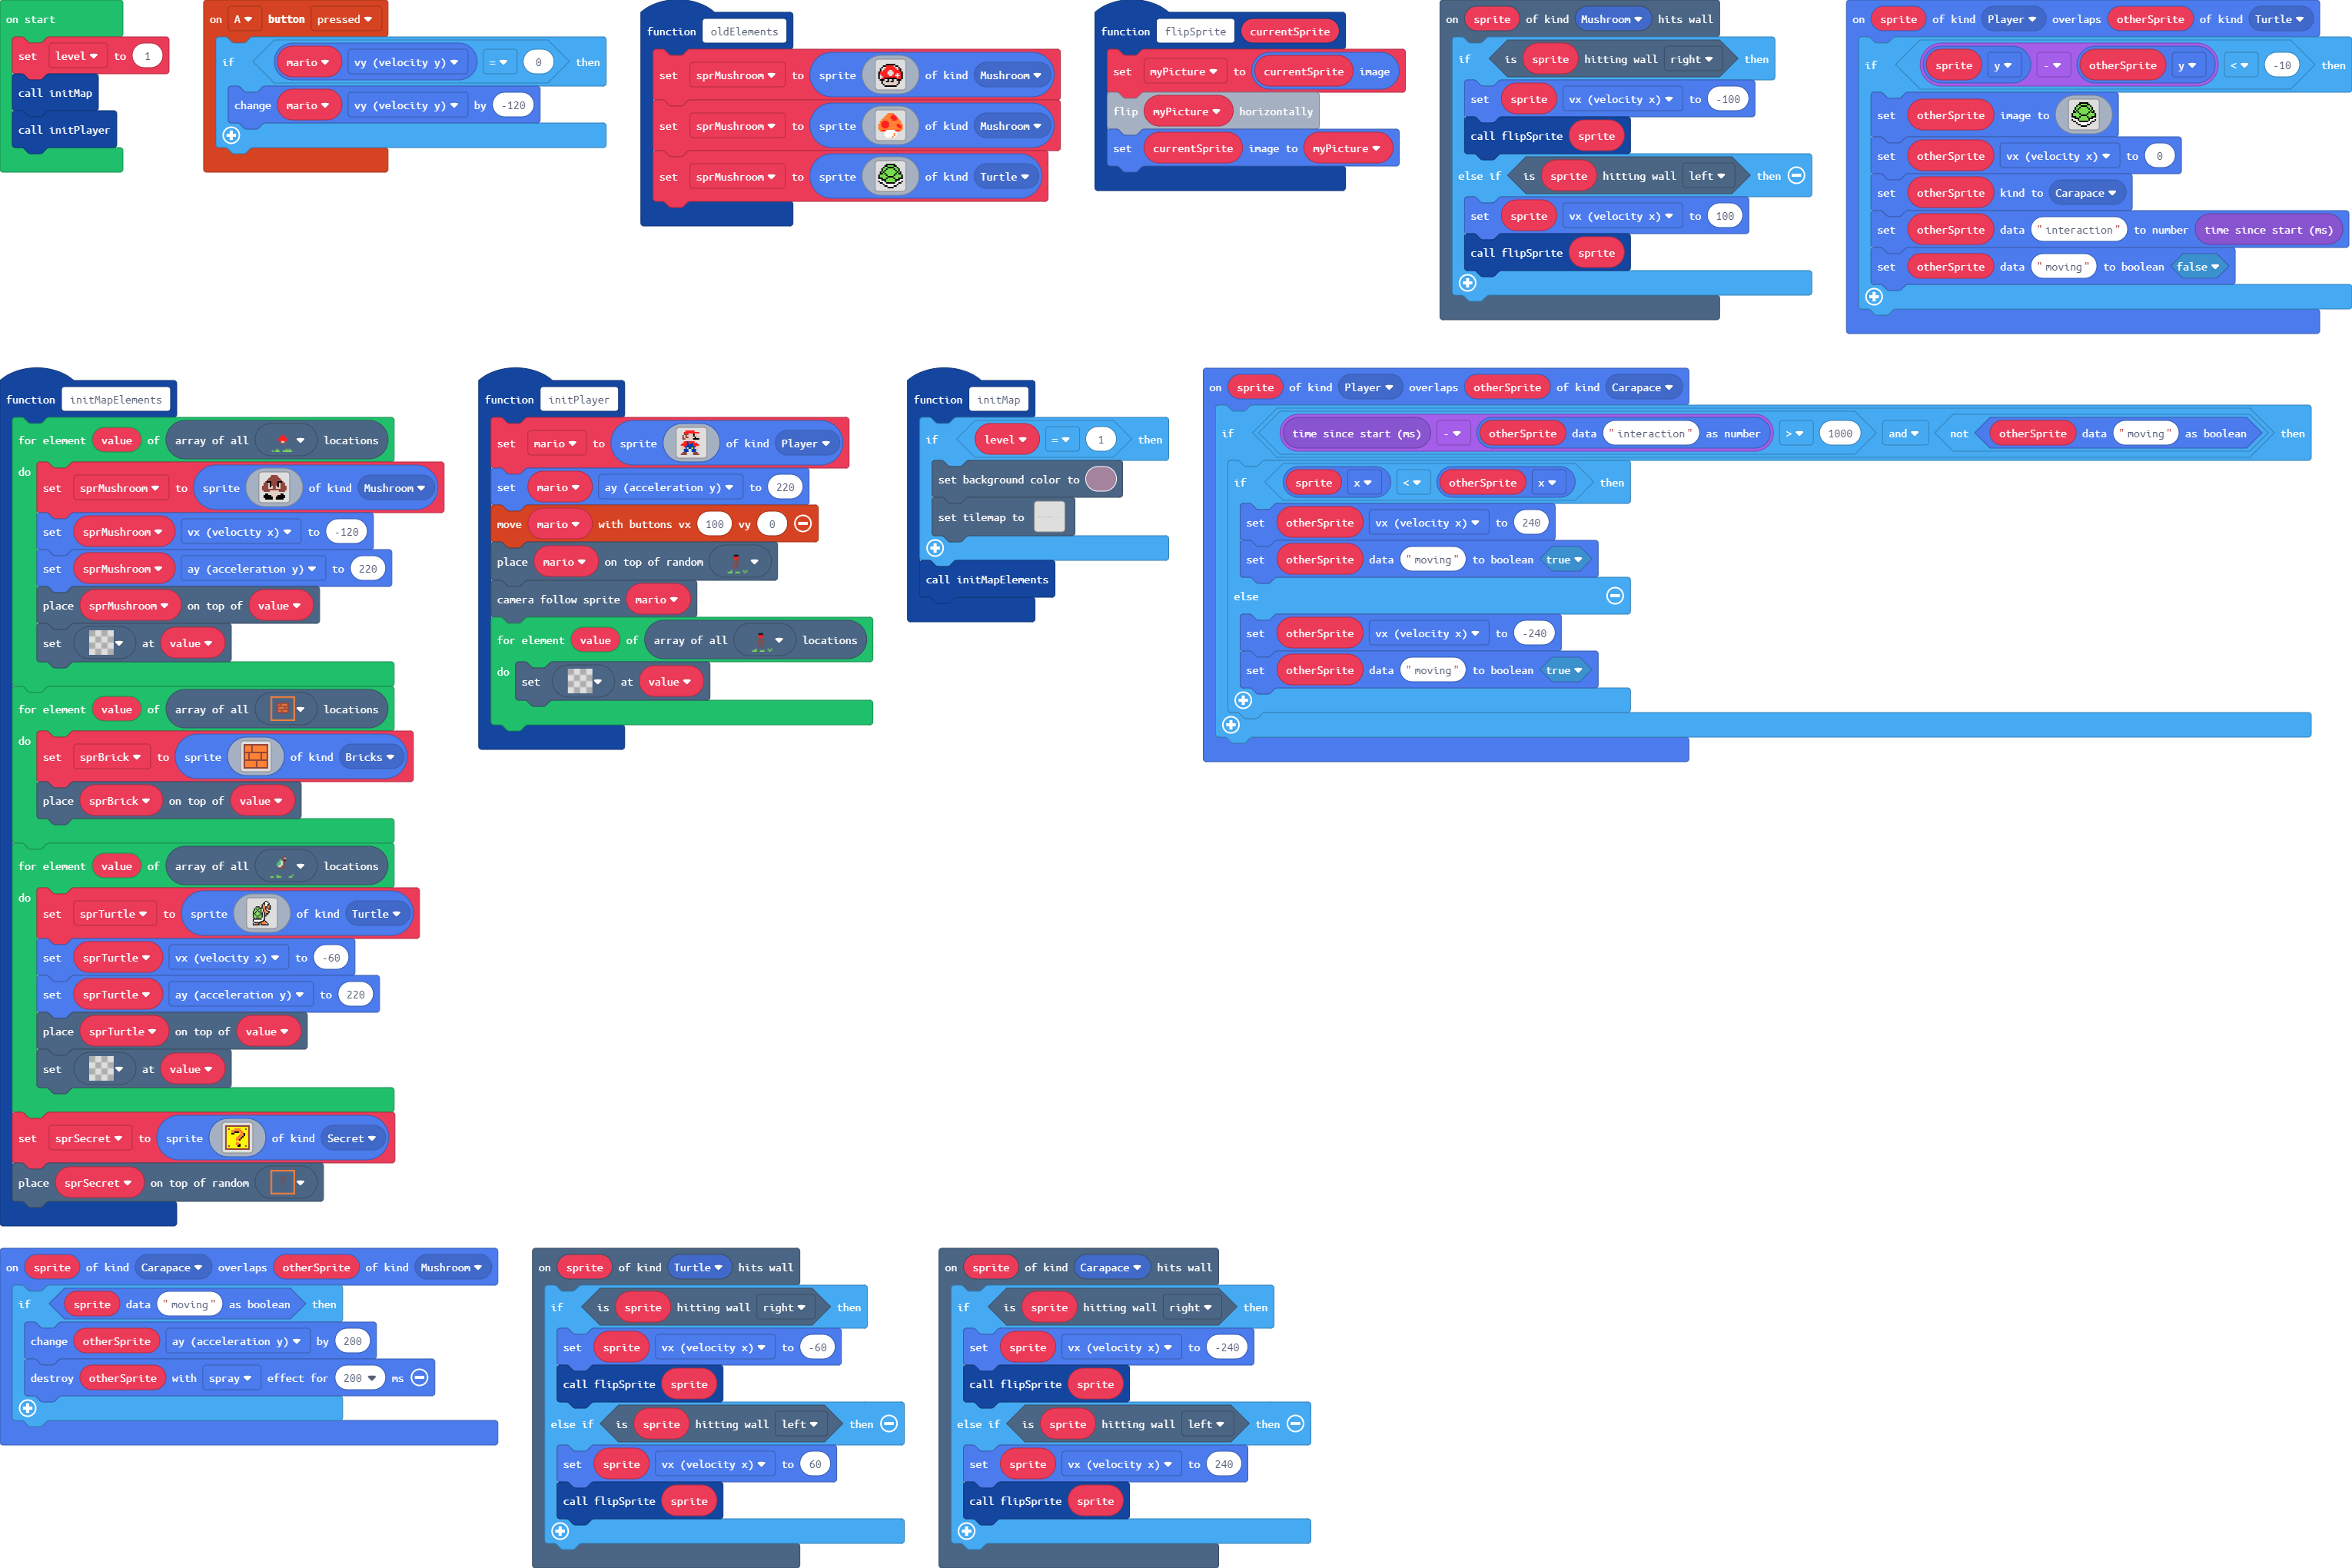 on start
set level to 1
call initMap
call initPlayer
on A button pressed
if mario vy (velocity y) = 0 then
change mario vy (velocity y) by -120
function oldElements
set sprMushroom to sprite of kind Mushroom
set sprMushroom to sprite of kind Mushroom
set sprMushroom to sprite of kind Turtle
function flipSprite currentSprite
set myPicture to currentSprite image
flip myPicture horizontally
set currentSprite image to myPicture
on sprite of kind Mushroom hits wall
if is sprite hitting wall right then
set sprite vx (velocity x) to -100
call flipSprite sprite
else if is sprite hitting wall left then
set sprite vx (velocity x) to 100
call flipSprite sprite
on sprite of kind Player overlaps otherSprite of kind Turtle
if sprite y - otherSprite y < -10 then
set otherSprite image to
set otherSprite vx (velocity x) to 0
set otherSprite kind to Carapace
set otherSprite data "interaction" to number time since start (ms)
set otherSprite data "moving" to boolean false
function initMapElements
for element value of array of all locations
do
set sprMushroom to sprite of kind Mushroom
set sprMushroom vx (velocity x) to -120
set sprMushroom ay (acceleration y) to 220
place sprMushroom on top of value
set at value
for element value of array of all locations
do
set sprBrick to sprite of kind Bricks
place sprBrick on top of value
for element value of array of all locations
do
set sprTurtle to sprite of kind Turtle
set sprTurtle vx (velocity x) to -60
set sprTurtle ay (acceleration y) to 220
place sprTurtle on top of value
set at value
set sprSecret to sprite ? of kind Secret
place sprSecret on top of random
function initPlayer
set mario to sprite of kind Player
set mario ay (acceleration y) to 220
move mario with buttons vx 100 vy 0
place mario on top of random
camera follow sprite mario
for element value of array of all locations
do
set at value
function initMap
if level = 1 then
set background color to
set tilemap to
call initMapElements
on sprite of kind Player overlaps otherSprite of kind Carapace
if time since start (ms) - otherSprite data "interaction" as number > 1000 and not otherSprite data "moving" as boolean then
if sprite x < otherSprite x then
set otherSprite vx (velocity x) to 240
set otherSprite data "moving" to boolean true
else
set otherSprite vx (velocity x) to -240
set otherSprite data "moving" to boolean true
on sprite of kind Carapace overlaps otherSprite of kind Mushroom
if sprite data "moving" as boolean then
change otherSprite ay (acceleration y) by 200
destroy otherSprite with spray effect for 200 ms
on sprite of kind Turtle hits wall
if is sprite hitting wall right then
set sprite vx (velocity x) to -60
call flipSprite sprite
else if is sprite hitting wall left then
set sprite vx (velocity x) to 60
call flipSprite sprite
on sprite of kind Carapace hits wall
if is sprite hitting wall right then
set sprite vx (velocity x) to -240
call flipSprite sprite
else if is sprite hitting wall left then
set sprite vx (velocity x) to 240
call flipSprite sprite